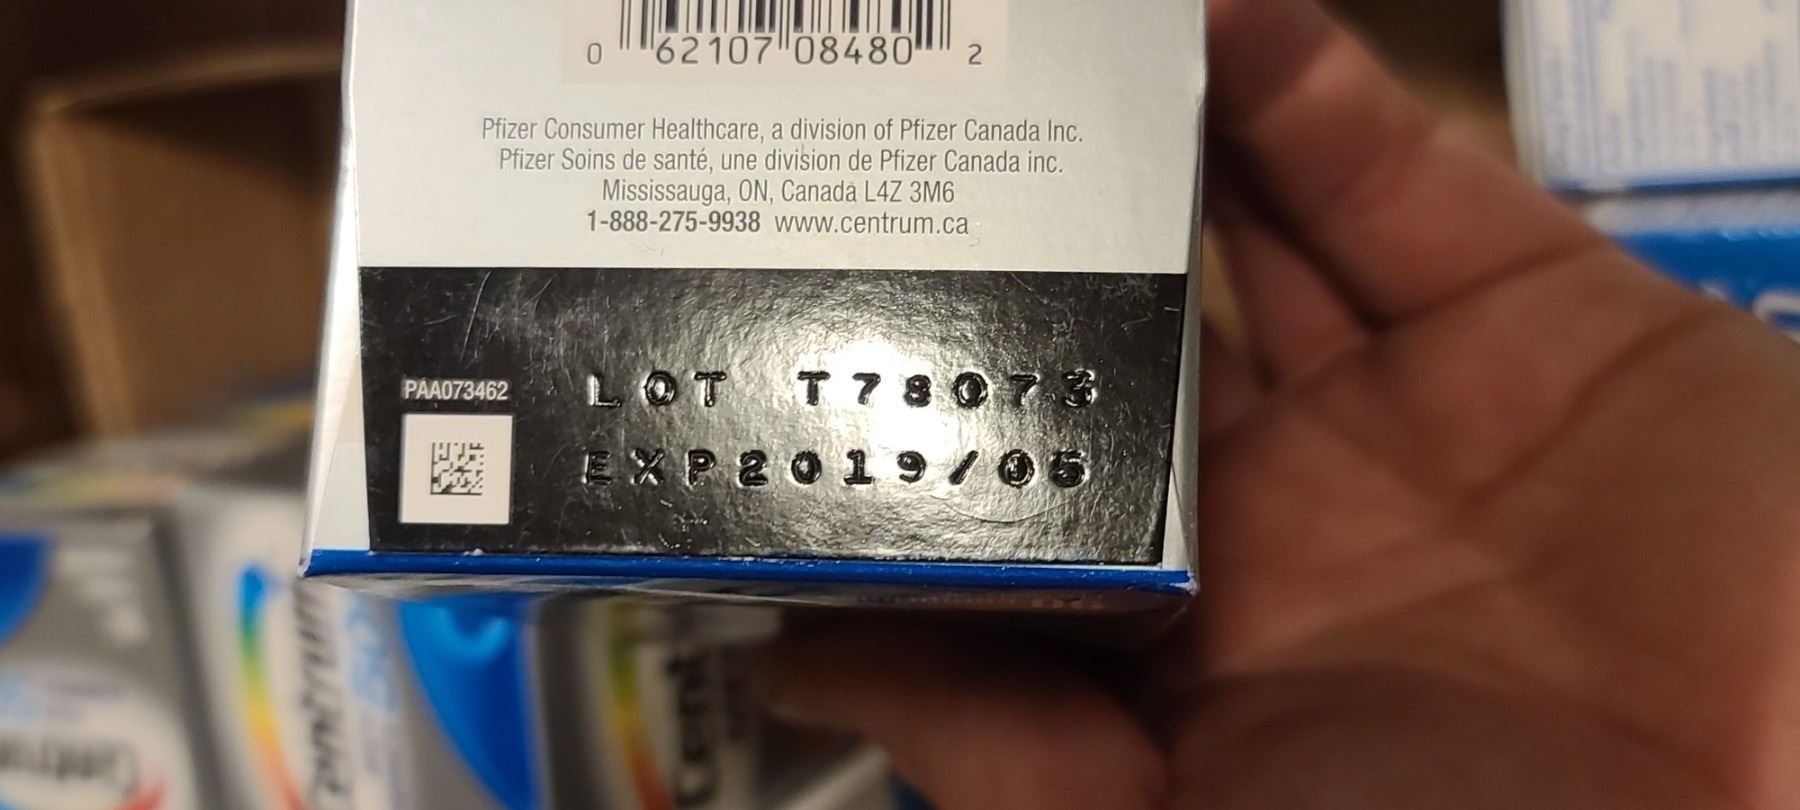 0 62107 08480 2
Pfizer Consumer Healthcare, a division of Pfizer Canada Inc.
Pfizer Soins de santé, une division de Pfizer Canada inc.
Mississauga, ON, Canada L4Z 3M6
1-888-275-9938 www.centrum.ca
PAA073462
LOT T78073
EXP2019/05
Centrum
Cent